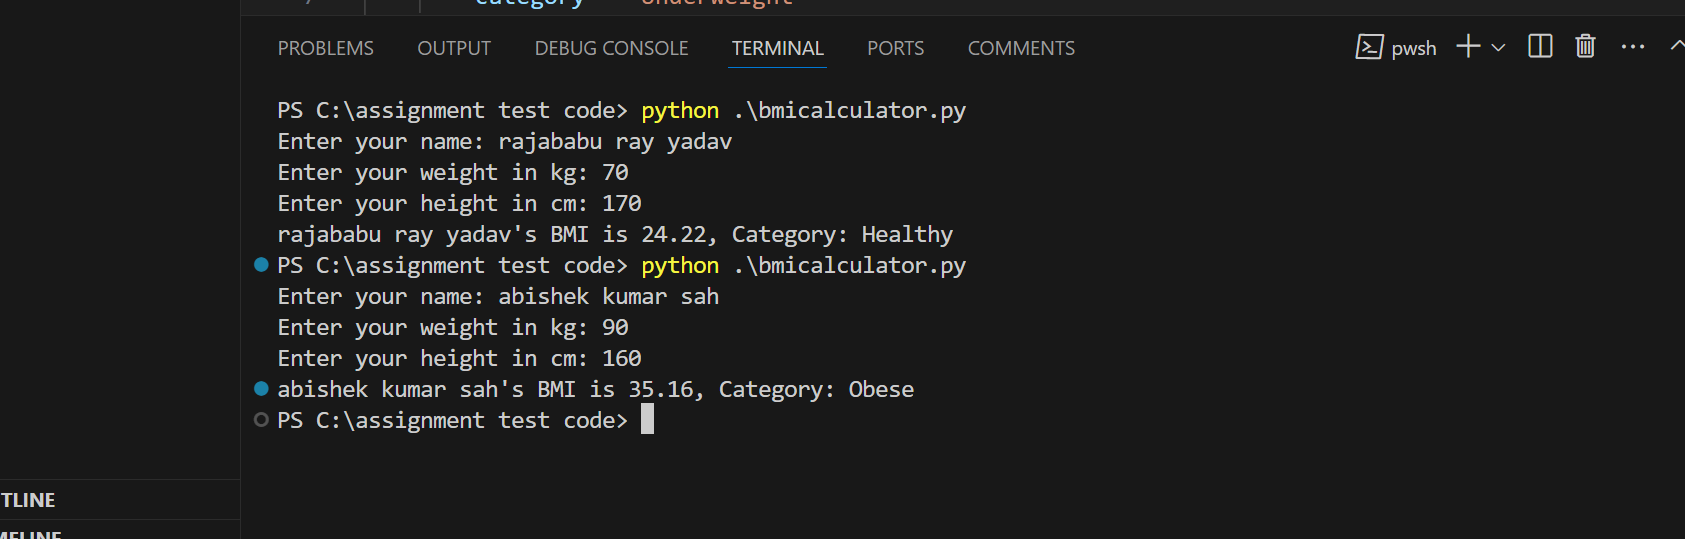 category   "Underweight"
PROBLEMS OUTPUT DEBUG CONSOLE TERMINAL PORTS COMMENTS pwsh
PS C:\assignment test code> python .\bmicalculator.py
Enter your name: rajababu ray yadav
Enter your weight in kg: 70
Enter your height in cm: 170
rajababu ray yadav's BMI is 24.22, Category: Healthy
PS C:\assignment test code> python .\bmicalculator.py
Enter your name: abishek kumar sah
Enter your weight in kg: 90
Enter your height in cm: 160
abishek kumar sah's BMI is 35.16, Category: Obese
PS C:\assignment test code>
TLINE
MELINE